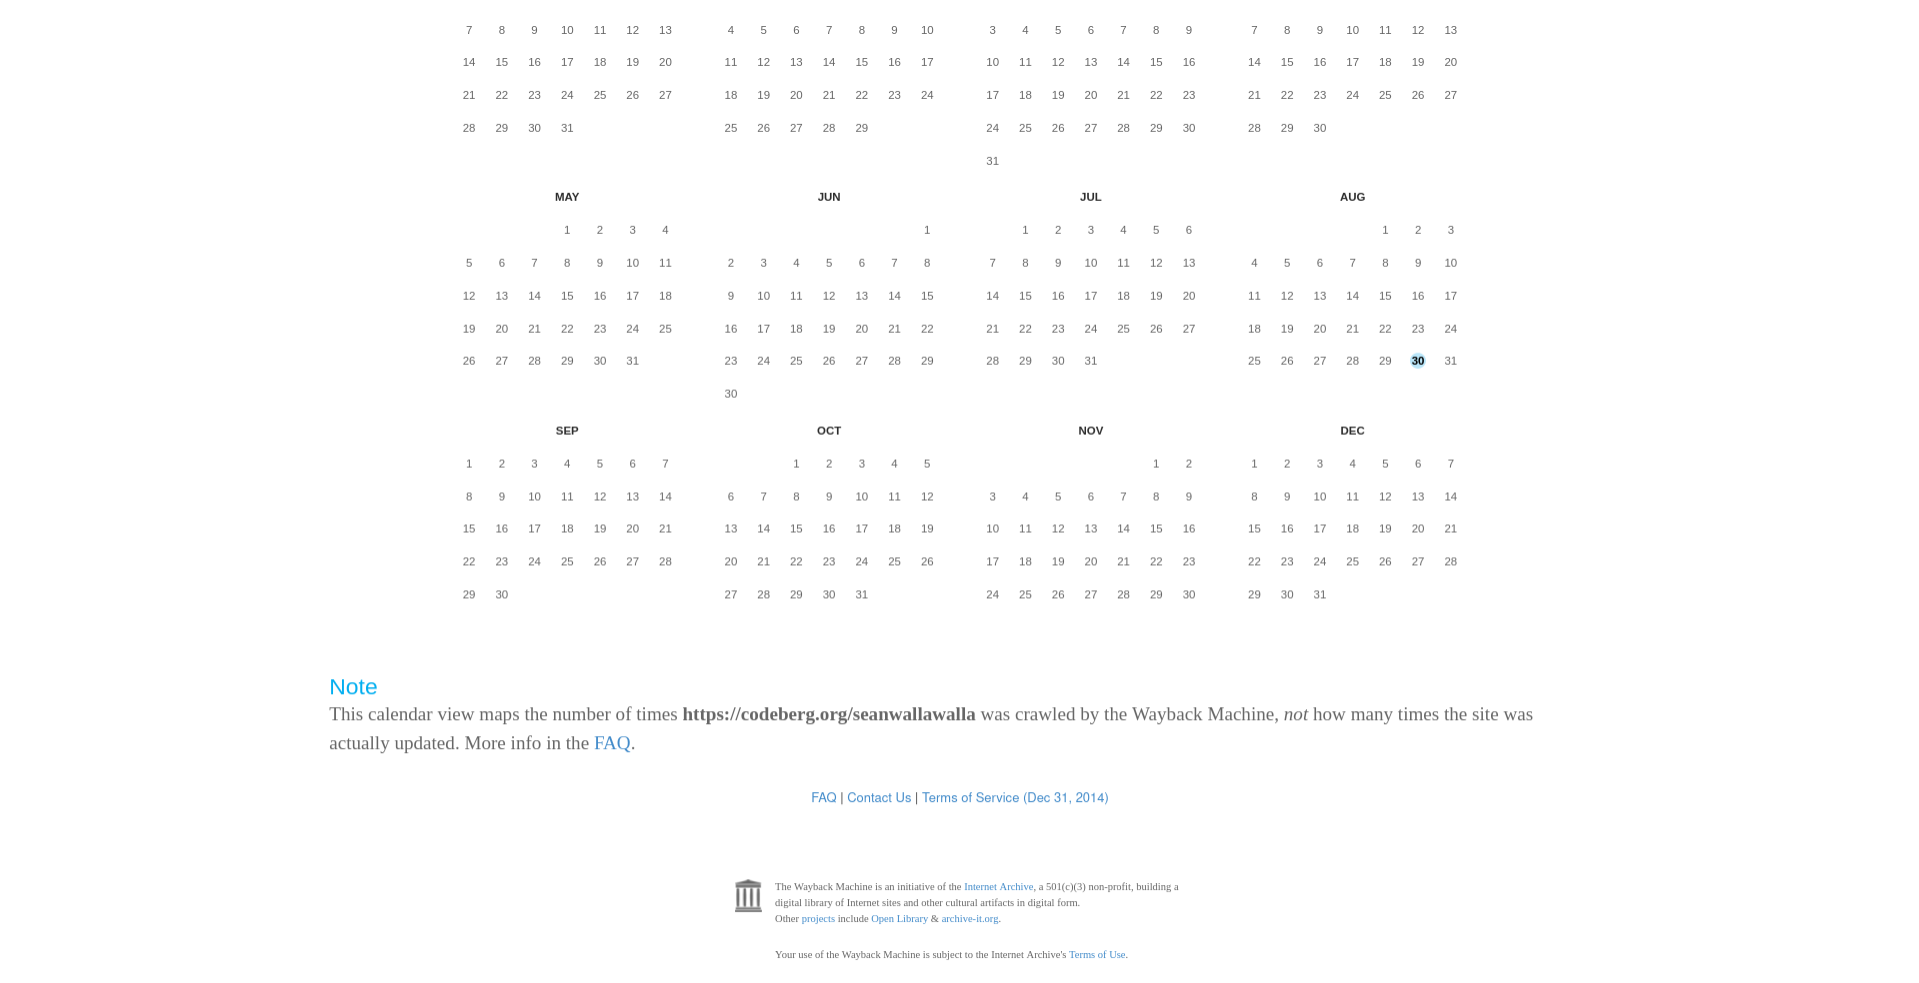 7 8 9 10 11 12 13 4 5 6 7 8 9 10 3 4 5 6 7 8 9 7 8 9 10 11 12 13
14 15 16 17 18 19 20 11 12 13 14 15 16 17 10 11 12 13 14 15 16 14 15 16 17 18 19 20
21 22 23 24 25 26 27 18 19 20 21 22 23 24 17 18 19 20 21 22 23 21 22 23 24 25 26 27
28 29 30 31 25 26 27 28 29 24 25 26 27 28 29 30 28 29 30
31
MAY JUN JUL AUG
1 2 3 4 1 1 2 3 4 5 6 1 2 3
5 6 7 8 9 10 11 2 3 4 5 6 7 8 7 8 9 10 11 12 13 4 5 6 7 8 9 10
12 13 14 15 16 17 18 9 10 11 12 13 14 15 14 15 16 17 18 19 20 11 12 13 14 15 16 17
19 20 21 22 23 24 25 16 17 18 19 20 21 22 21 22 23 24 25 26 27 18 19 20 21 22 23 24
26 27 28 29 30 31 23 24 25 26 27 28 29 28 29 30 31 25 26 27 28 29 30 31
30
SEP OCT NOV DEC
1 2 3 4 5 6 7 1 2 3 4 5 1 2 1 2 3 4 5 6 7
8 9 10 11 12 13 14 6 7 8 9 10 11 12 3 4 5 6 7 8 9 8 9 10 11 12 13 14
15 16 17 18 19 20 21 13 14 15 16 17 18 19 10 11 12 13 14 15 16 15 16 17 18 19 20 21
22 23 24 25 26 27 28 20 21 22 23 24 25 26 17 18 19 20 21 22 23 22 23 24 25 26 27 28
29 30 27 28 29 30 31 24 25 26 27 28 29 30 29 30 31
Note
This calendar view maps the number of times https://codeberg.org/seanwallawalla was crawled by the Wayback Machine, not how many times the site was
actually updated. More info in the FAQ.
FAQ | Contact Us | Terms of Service (Dec 31, 2014)
The Wayback Machine is an initiative of the Internet Archive, a 501(c)(3) non-profit, building a
digital library of Internet sites and other cultural artifacts in digital form.
Other projects include Open Library & archive-it.org.
Your use of the Wayback Machine is subject to the Internet Archive's Terms of Use.